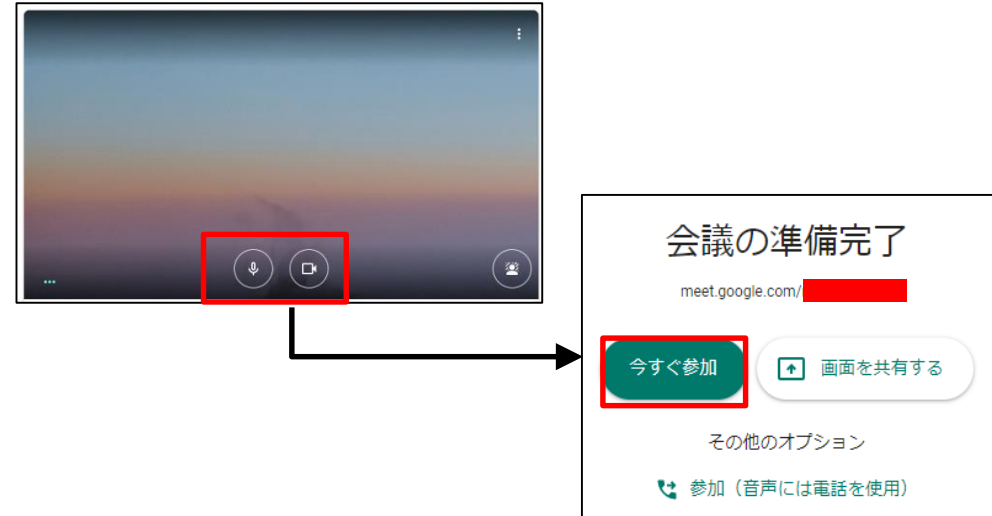 会議の準備完了
meet.google.com/
今すぐ参加
画面を共有する
その他のオプション
参加（音声には電話を使用）